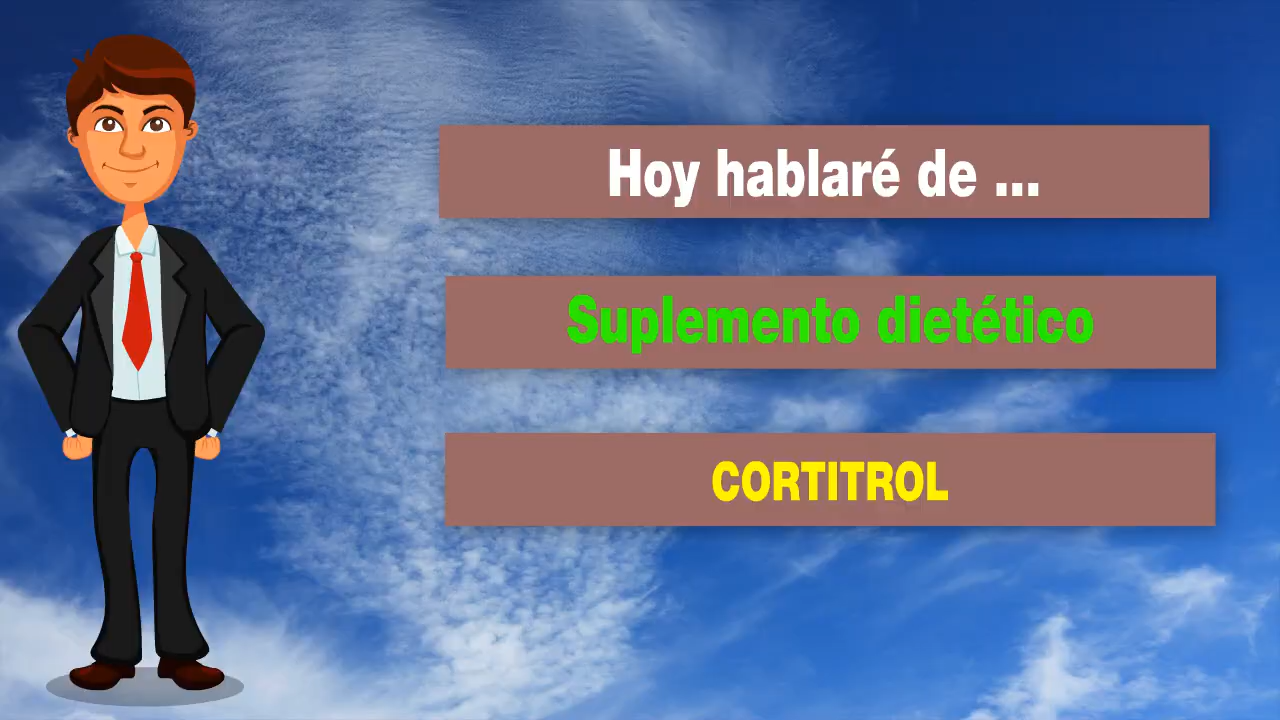 Hoy hablaré de ...
Suplemento dietético
CORTITROL